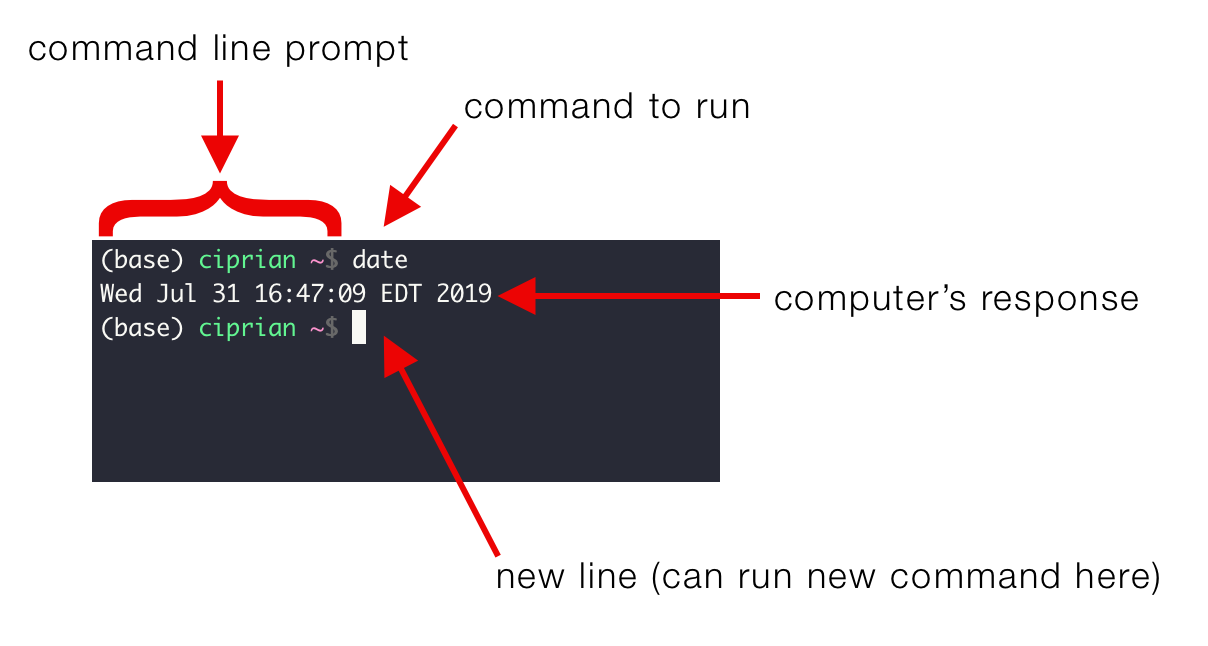 command line prompt
command to run
(base) ciprian ~$ date
Wed Jul 31 16:47:09 EDT 2019
computer’s response
(base) ciprian ~$
new line (can run new command here)